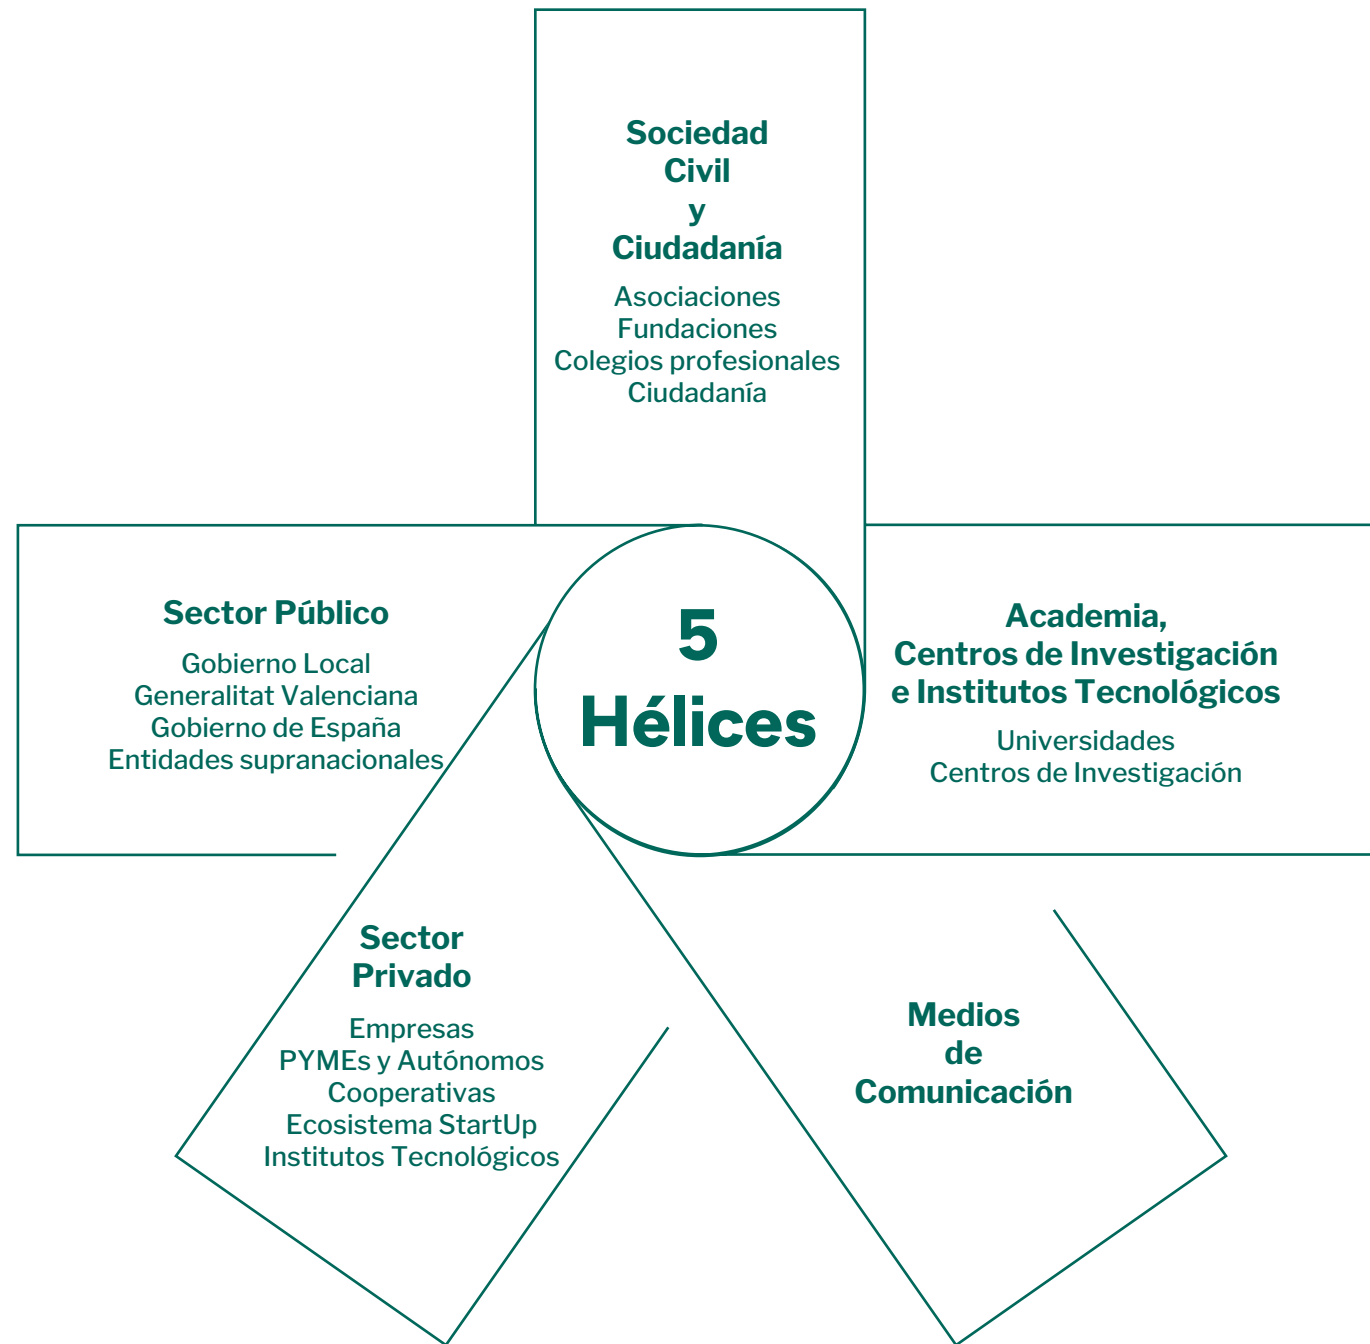 Sociedad
Civil
y
Ciudadanía
Asociaciones
Fundaciones
Colegios profesionales
Ciudadanía
Sector Público
Gobierno Local
Generalitat Valenciana
Gobierno de España
Entidades supranacionales
5
Hélices
Academia,
Centros de Investigación
e Institutos Tecnológicos
Universidades
Centros de Investigación
Sector
Privado
Empresas
PYMEs y Autónomos
Cooperativas
Ecosistema StartUp
Institutos Tecnológicos
Medios
de
Comunicación